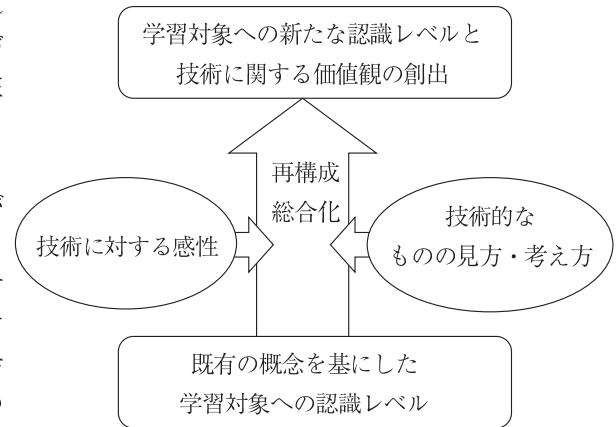 学習対象への新たな認識レベルと
技術に関する価値観の創出
再構成
総合化
技術に対する感性
技術的な
ものの見方・考え方
既有の概念を基にした
学習対象への認識レベル